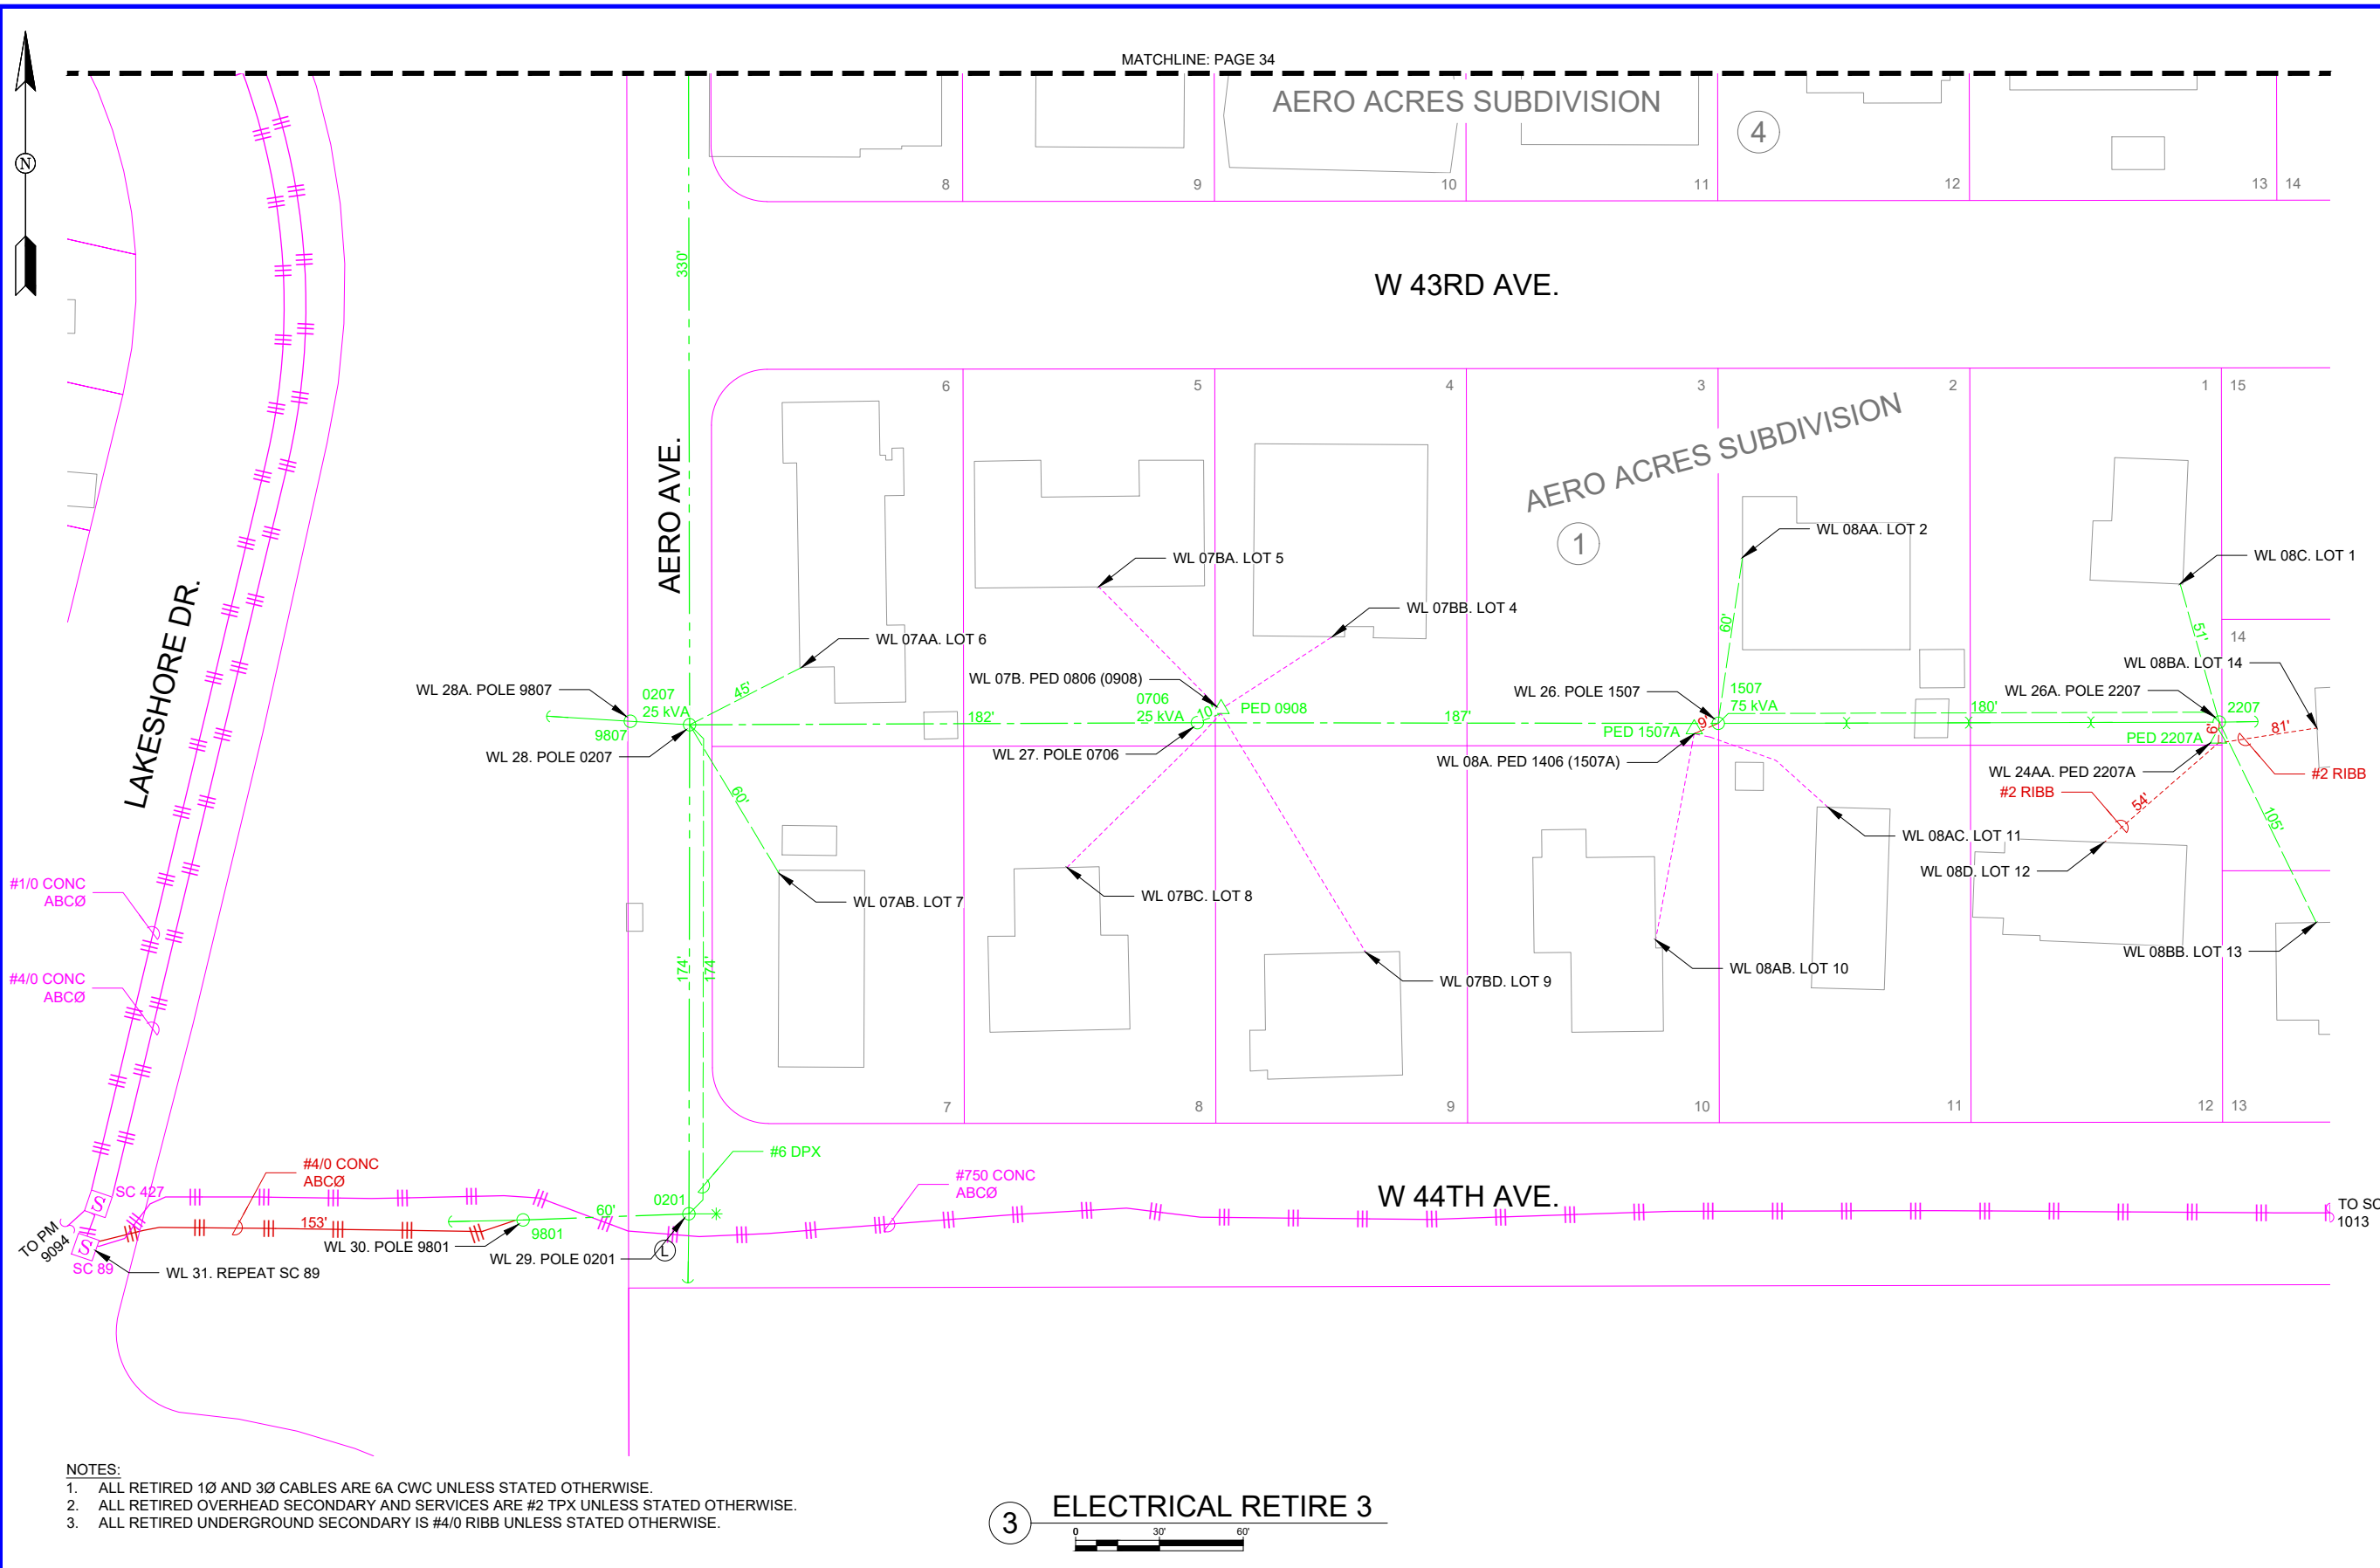 MATCHLINE: PAGE 34
AERO ACRES SUBDIVISION
4
N
8
9
10
11
12
13
14
330'
W 43RD AVE.
6
5
4
3
2
1
15
AERO ACRES SUBDIVISION
1
AERO AVE.
LAKESHORE DR.
WL 08AA. LOT 2
WL 08C. LOT 1
WL 07BA. LOT 5
WL 07BB. LOT 4
WL 07AA. LOT 6
60'
51'
14
WL 08BA. LOT 14
WL 28A. POLE 9807
0207
25 kVA
45'
WL 07B. PED 0806 (0908)
0706
25 kVA
10'
PED 0908
WL 26. POLE 1507
1507
75 kVA
WL 26A. POLE 2207
2207
182'
187'
180'
9807
WL 28. POLE 0207
WL 27. POLE 0706
PED 1507A
9'
WL 08A. PED 1406 (1507A)
PED 2207A
6'
81'
WL 24AA. PED 2207A
#2 RIBB
#2 RIBB
54'
60'
105'
WL 08AC. LOT 11
WL 08D. LOT 12
#1/0 CONC
ABCØ
WL 07AB. LOT 7
WL 07BC. LOT 8
WL 08BB. LOT 13
WL 08AB. LOT 10
WL 07BD. LOT 9
174'
174'
#4/0 CONC
ABCØ
7
8
9
10
11
12
13
#6 DPX
#4/0 CONC
ABCØ
#750 CONC
ABCØ
W 44TH AVE.
SC 427
S
153'
60'
0201
TO SC
1013
TO PM
9094
S
SC 89
9801
WL 30. POLE 9801
WL 29. POLE 0201
L
WL 31. REPEAT SC 89
NOTES:
1. ALL RETIRED 1Ø AND 3Ø CABLES ARE 6A CWC UNLESS STATED OTHERWISE.
2. ALL RETIRED OVERHEAD SECONDARY AND SERVICES ARE #2 TPX UNLESS STATED OTHERWISE.
3. ALL RETIRED UNDERGROUND SECONDARY IS #4/0 RIBB UNLESS STATED OTHERWISE.
3 ELECTRICAL RETIRE 3
0 30' 60'